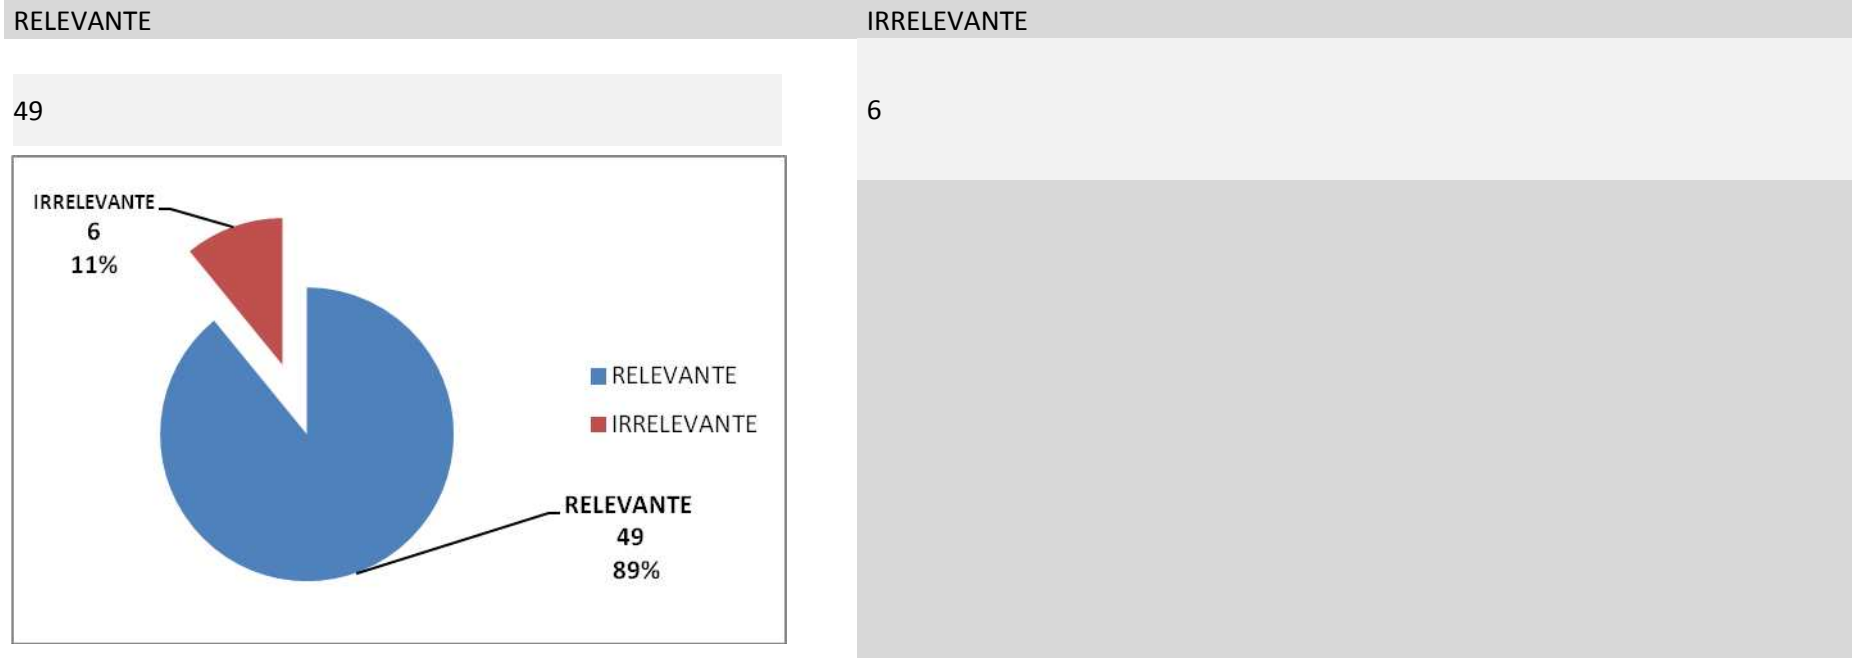 RELEVANTE IRRELEVANTE
49 6
IRRELEVANTE
6
11%
RELEVANTE
IRRELEVANTE
RELEVANTE
49
89%